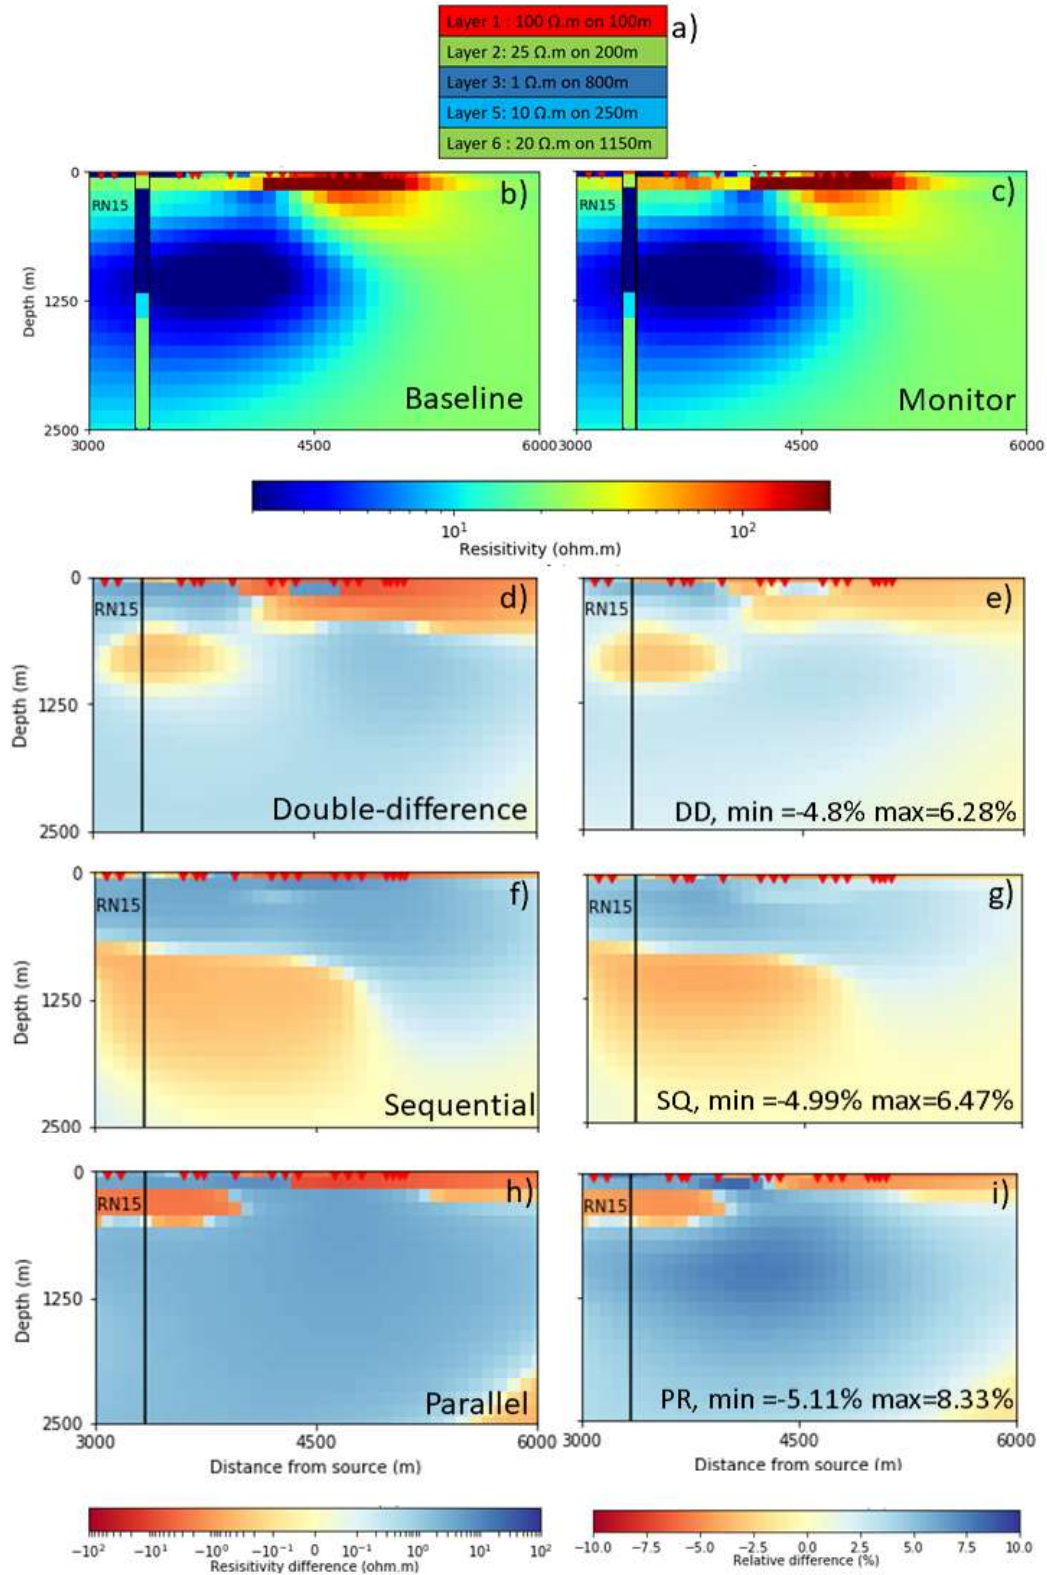 Layer 1 : 100 Ω.m on 100m
a)
Layer 2: 25 Ω.m on 200m
Layer 3: 1 Ω.m on 800m
Layer 5: 10 Ω.m on 250m
Layer 6 : 20 Ω.m on 1150m
0
RN15
b)
1250
Depth (m)
Baseline
2500
3000
4500
6000
RN15
c)
Monitor
3000
4500
6000
10¹
10²
Resisitivity (ohm.m)
0
RN15
d)
1250
Depth (m)
Double-difference
2500
RN15
e)
DD, min =-4.8% max=6.28%
0
RN15
f)
1250
Depth (m)
Sequential
2500
RN15
g)
SQ, min =-4.99% max=6.47%
0
RN15
h)
1250
Depth (m)
Parallel
2500
3000
4500
6000
Distance from source (m)
RN15
i)
PR, min =-5.11% max=8.33%
3000
4500
6000
Distance from source (m)
−10² −10¹ −10⁰ −10⁻¹ 0 10⁻¹ 10⁰ 10¹ 10²
Resisitivity difference (ohm.m)
−10.0 −7.5 −5.0 −2.5 0.0 2.5 5.0 7.5 10.0
Relative difference (%)